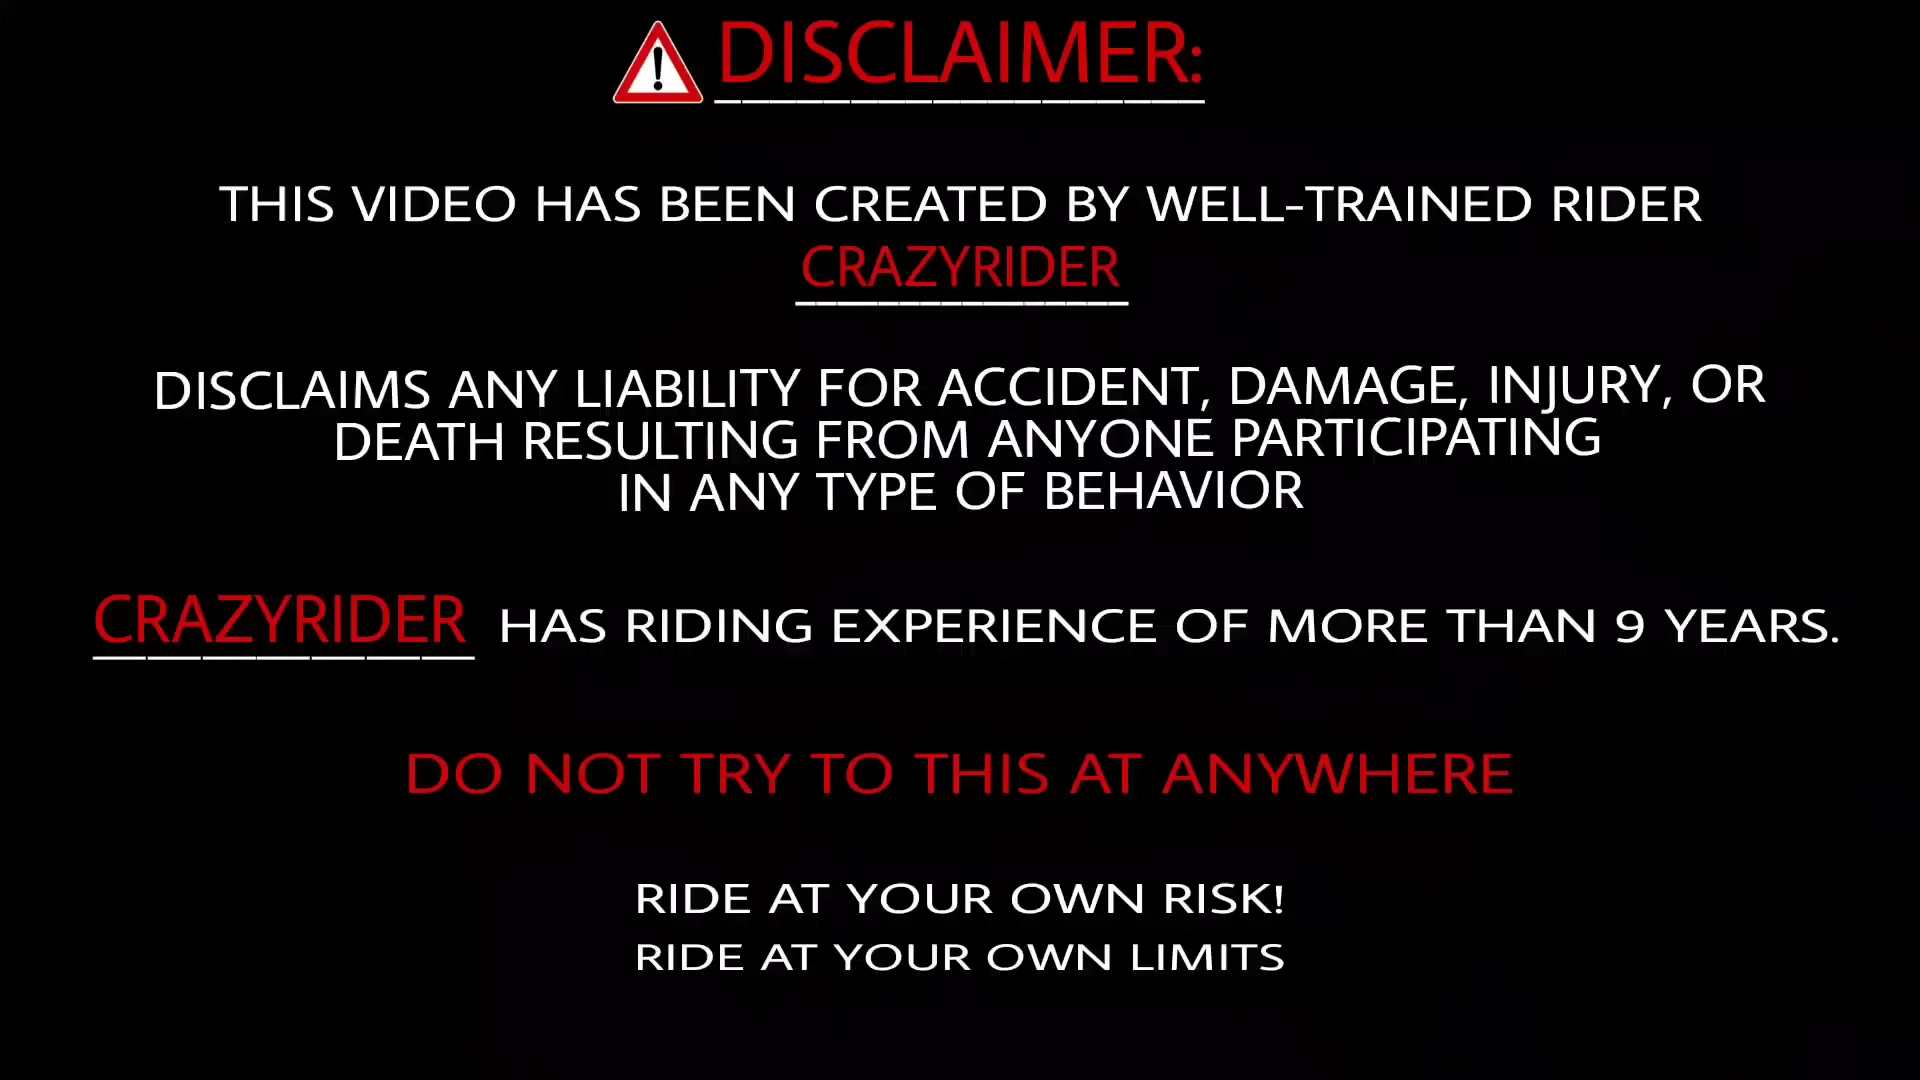 DISCLAIMER:
THIS VIDEO HAS BEEN CREATED BY WELL-TRAINED RIDER
CRAZYRIDER
DISCLAIMS ANY LIABILITY FOR ACCIDENT, DAMAGE, INJURY, OR
DEATH RESULTING FROM ANYONE PARTICIPATING
IN ANY TYPE OF BEHAVIOR
CRAZYRIDER HAS RIDING EXPERIENCE OF MORE THAN 9 YEARS.
DO NOT TRY TO THIS AT ANYWHERE
RIDE AT YOUR OWN RISK!
RIDE AT YOUR OWN LIMITS